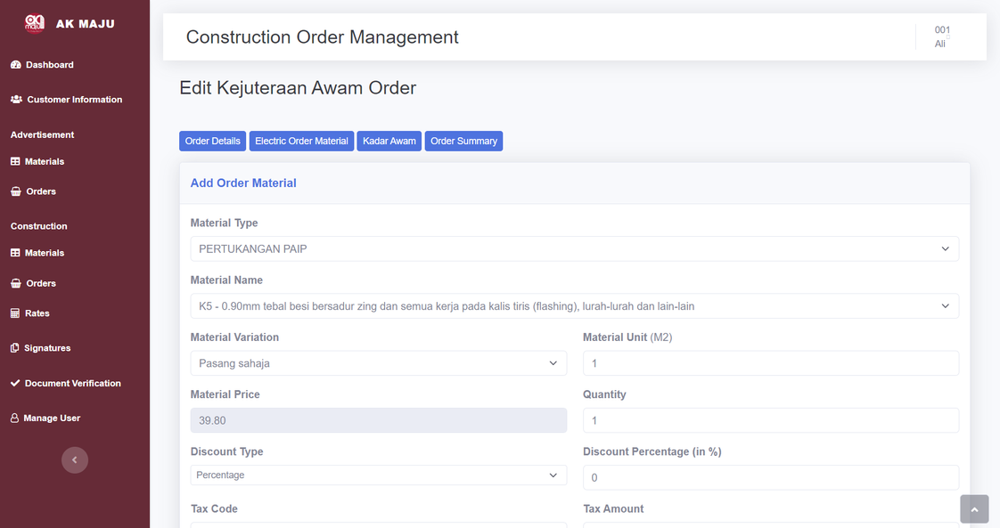 AK MAJU
Dashboard
Customer Information
Advertisement
Materials
Orders
Construction
Materials
Orders
Rates
Signatures
Document Verification
Manage User
Construction Order Management
001
Ali
Edit Kejuteraan Awam Order
Order Details
Electric Order Material
Kadar Awam
Order Summary
Add Order Material
Material Type
PERTUKANGAN PAIP
Material Name
K5 - 0.90mm tebal besi bersadur zing dan semua kerja pada kalis tiris (flashing), lurah-lurah dan lain-lain
Material Variation
Pasang sahaja
Material Unit (M2)
1
Material Price
39.80
Quantity
1
Discount Type
Percentage
Discount Percentage (in %)
0
Tax Code
Tax Amount